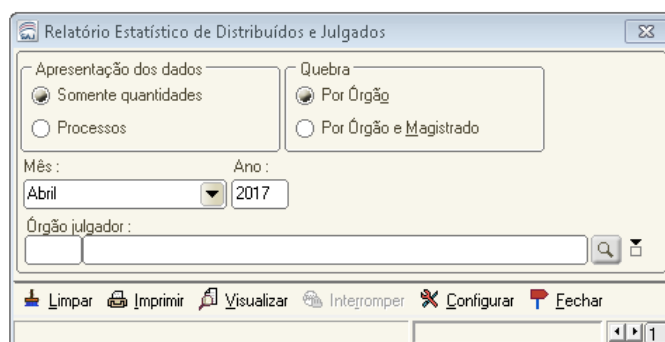 Relatório Estatístico de Distribuídos e Julgados
Apresentação dos dados
Somente quantidades
Processos
Quebra
Por Órgão
Por Órgão e Magistrado
Mês : Ano :
Abril 2017
Órgão julgador :
Limpar Imprimir Visualizar Interromper Configurar Fechar
1